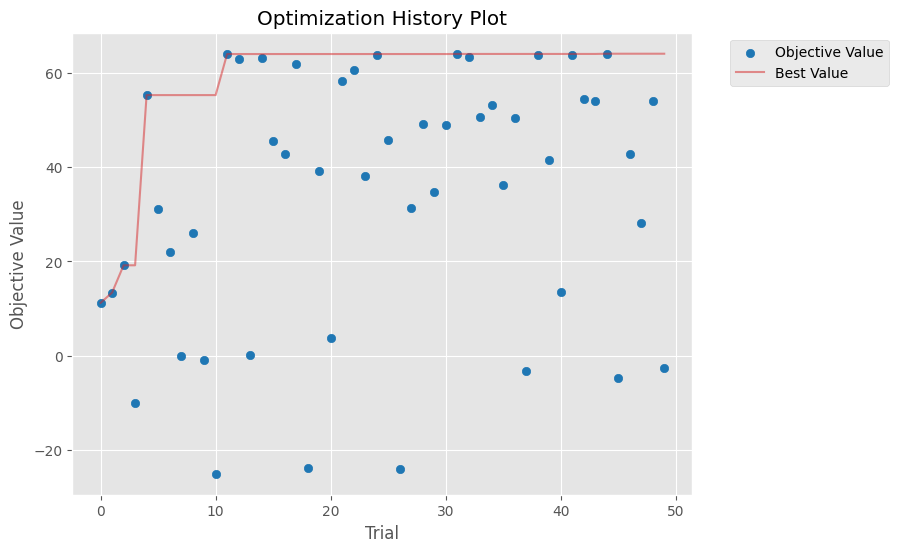 Optimization History Plot
Objective Value
Best Value
Objective Value
60
40
20
0
−20
0 10 20 30 40 50
Trial